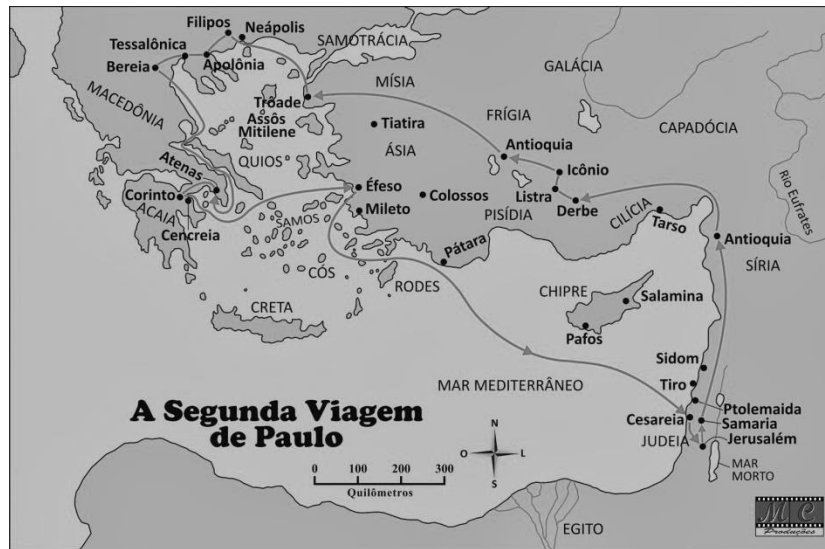 Filipos
Neápolis
Tessalônica
SAMOTRÁCIA
Apolônia
Bereia
GALÁCIA
MÍSIA
MACEDÔNIA
Trôade
Assôs
Mitilene
FRÍGIA
CAPADÓCIA
Tiatira
Rio Eufrates
ÁSIA
Antioquia
QUIOS
Atenas
Icônio
Corinto
Éfeso
Colossos
Listra
ACAIA
Mileto
Derbe
PISÍDIA
CILÍCIA
Cencreia
SAMOS
Tarso
Antioquia
Pátara
SÍRIA
CÓS
RODES
CHIPRE
Salamina
CRETA
Pafos
Sidom
MAR MEDITERRÂNEO
Tiro
A Segunda Viagem
de Paulo
Ptolemaida
Cesareia
Samaria
JUDEIA
Jerusalém
N
O
L
S
MAR
MORTO
0 100 200 300
Quilômetros
EGITO
M C
Produções